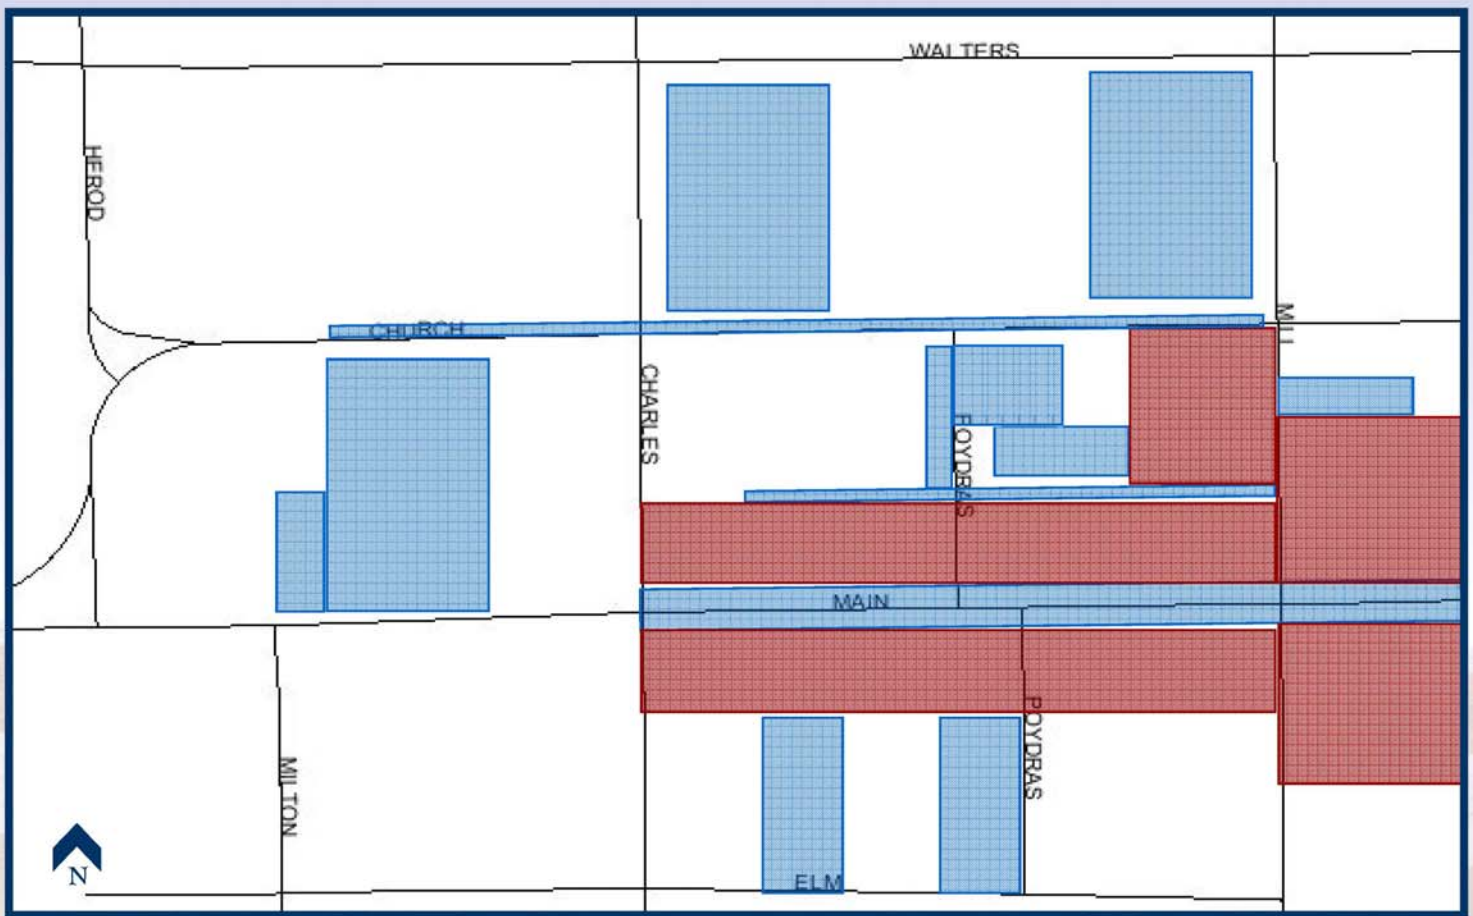 WALTERS
HEROD
MILL
CHURCH
CHARLES
POYDRAS
MAIN
POYDRAS
MILTON
ELM
N